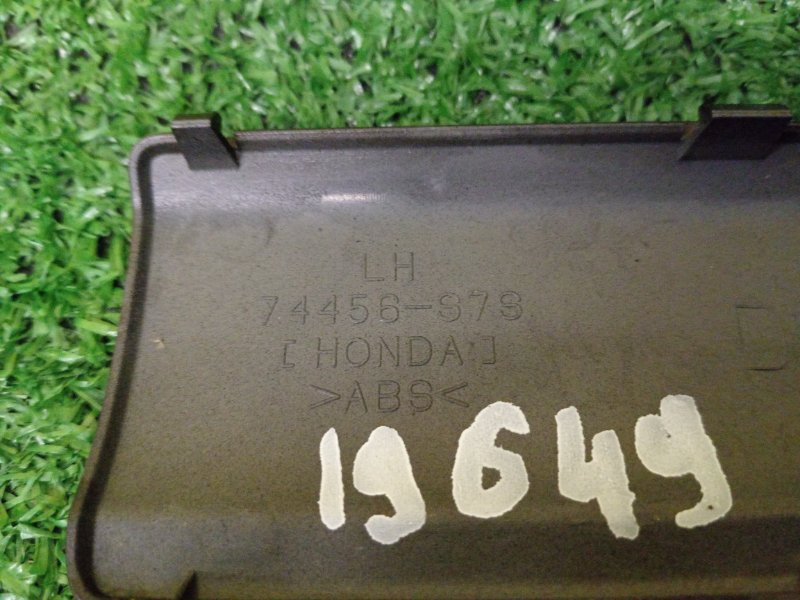 LH
74456-S7S
[HONDA]
>ABS<
19649